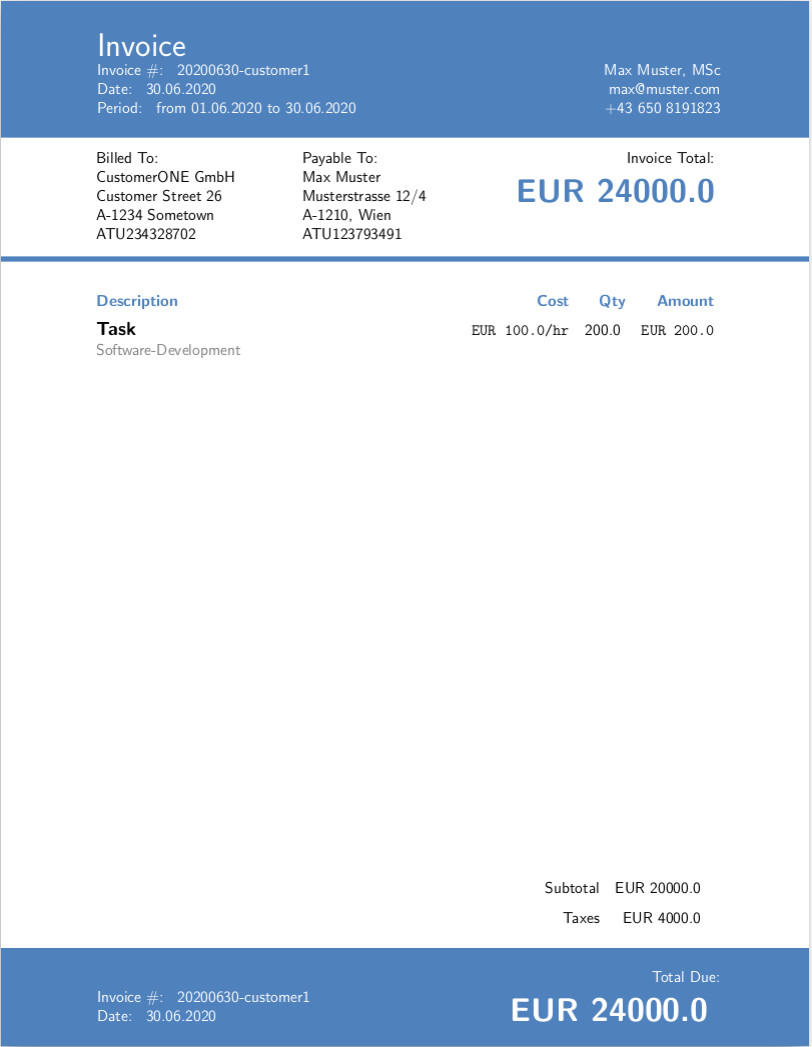 Invoice
Invoice #: 20200630-customer1
Date: 30.06.2020
Period: from 01.06.2020 to 30.06.2020
Max Muster, MSc
max@muster.com
+43 650 8191823
Billed To:
CustomerONE GmbH
Customer Street 26
A-1234 Sometown
ATU234328702
Payable To:
Max Muster
Musterstrasse 12/4
A-1210, Wien
ATU123793491
Invoice Total:
EUR 24000.0
Description Cost Qty Amount
Task EUR 100.0/hr 200.0 EUR 200.0
Software-Development
Subtotal EUR 20000.0
Taxes EUR 4000.0
Invoice #: 20200630-customer1
Date: 30.06.2020
Total Due:
EUR 24000.0